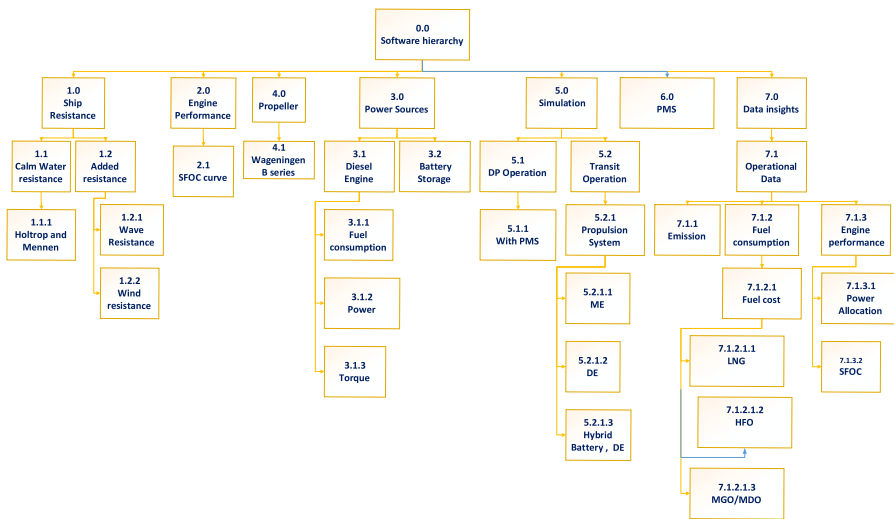 0.0
Software hierarchy
1.0
Ship
Resistance
2.0
Engine
Performance
4.0
Propeller
3.0
Power Sources
5.0
Simulation
6.0
PMS
7.0
Data insights
1.1
Calm Water
resistance
1.2
Added
resistance
2.1
SFOC curve
4.1
Wageningen
B series
3.1
Diesel
Engine
3.2
Battery
Storage
5.1
DP Operation
5.2
Transit
Operation
7.1
Operational
Data
1.1.1
Holtrop and
Mennen
1.2.1
Wave
Resistance
1.2.2
Wind
resistance
3.1.1
Fuel
consumption
3.1.2
Power
3.1.3
Torque
5.1.1
With PMS
5.2.1
Propulsion
System
5.2.1.1
ME
5.2.1.2
DE
5.2.1.3
Hybrid
Battery , DE
7.1.1
Emission
7.1.2
Fuel
consumption
7.1.3
Engine
performance
7.1.2.1
Fuel cost
7.1.3.1
Power
Allocation
7.1.2.1.1
LNG
7.1.3.2
SFOC
7.1.2.1.2
HFO
7.1.2.1.3
MGO/MDO